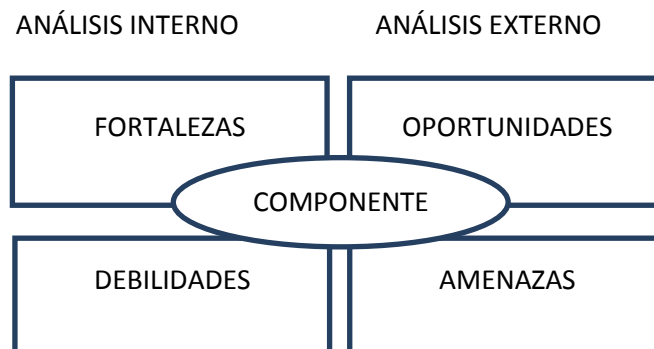 ANÁLISIS INTERNO
ANÁLISIS EXTERNO
FORTALEZAS
OPORTUNIDADES
COMPONENTE
DEBILIDADES
AMENAZAS